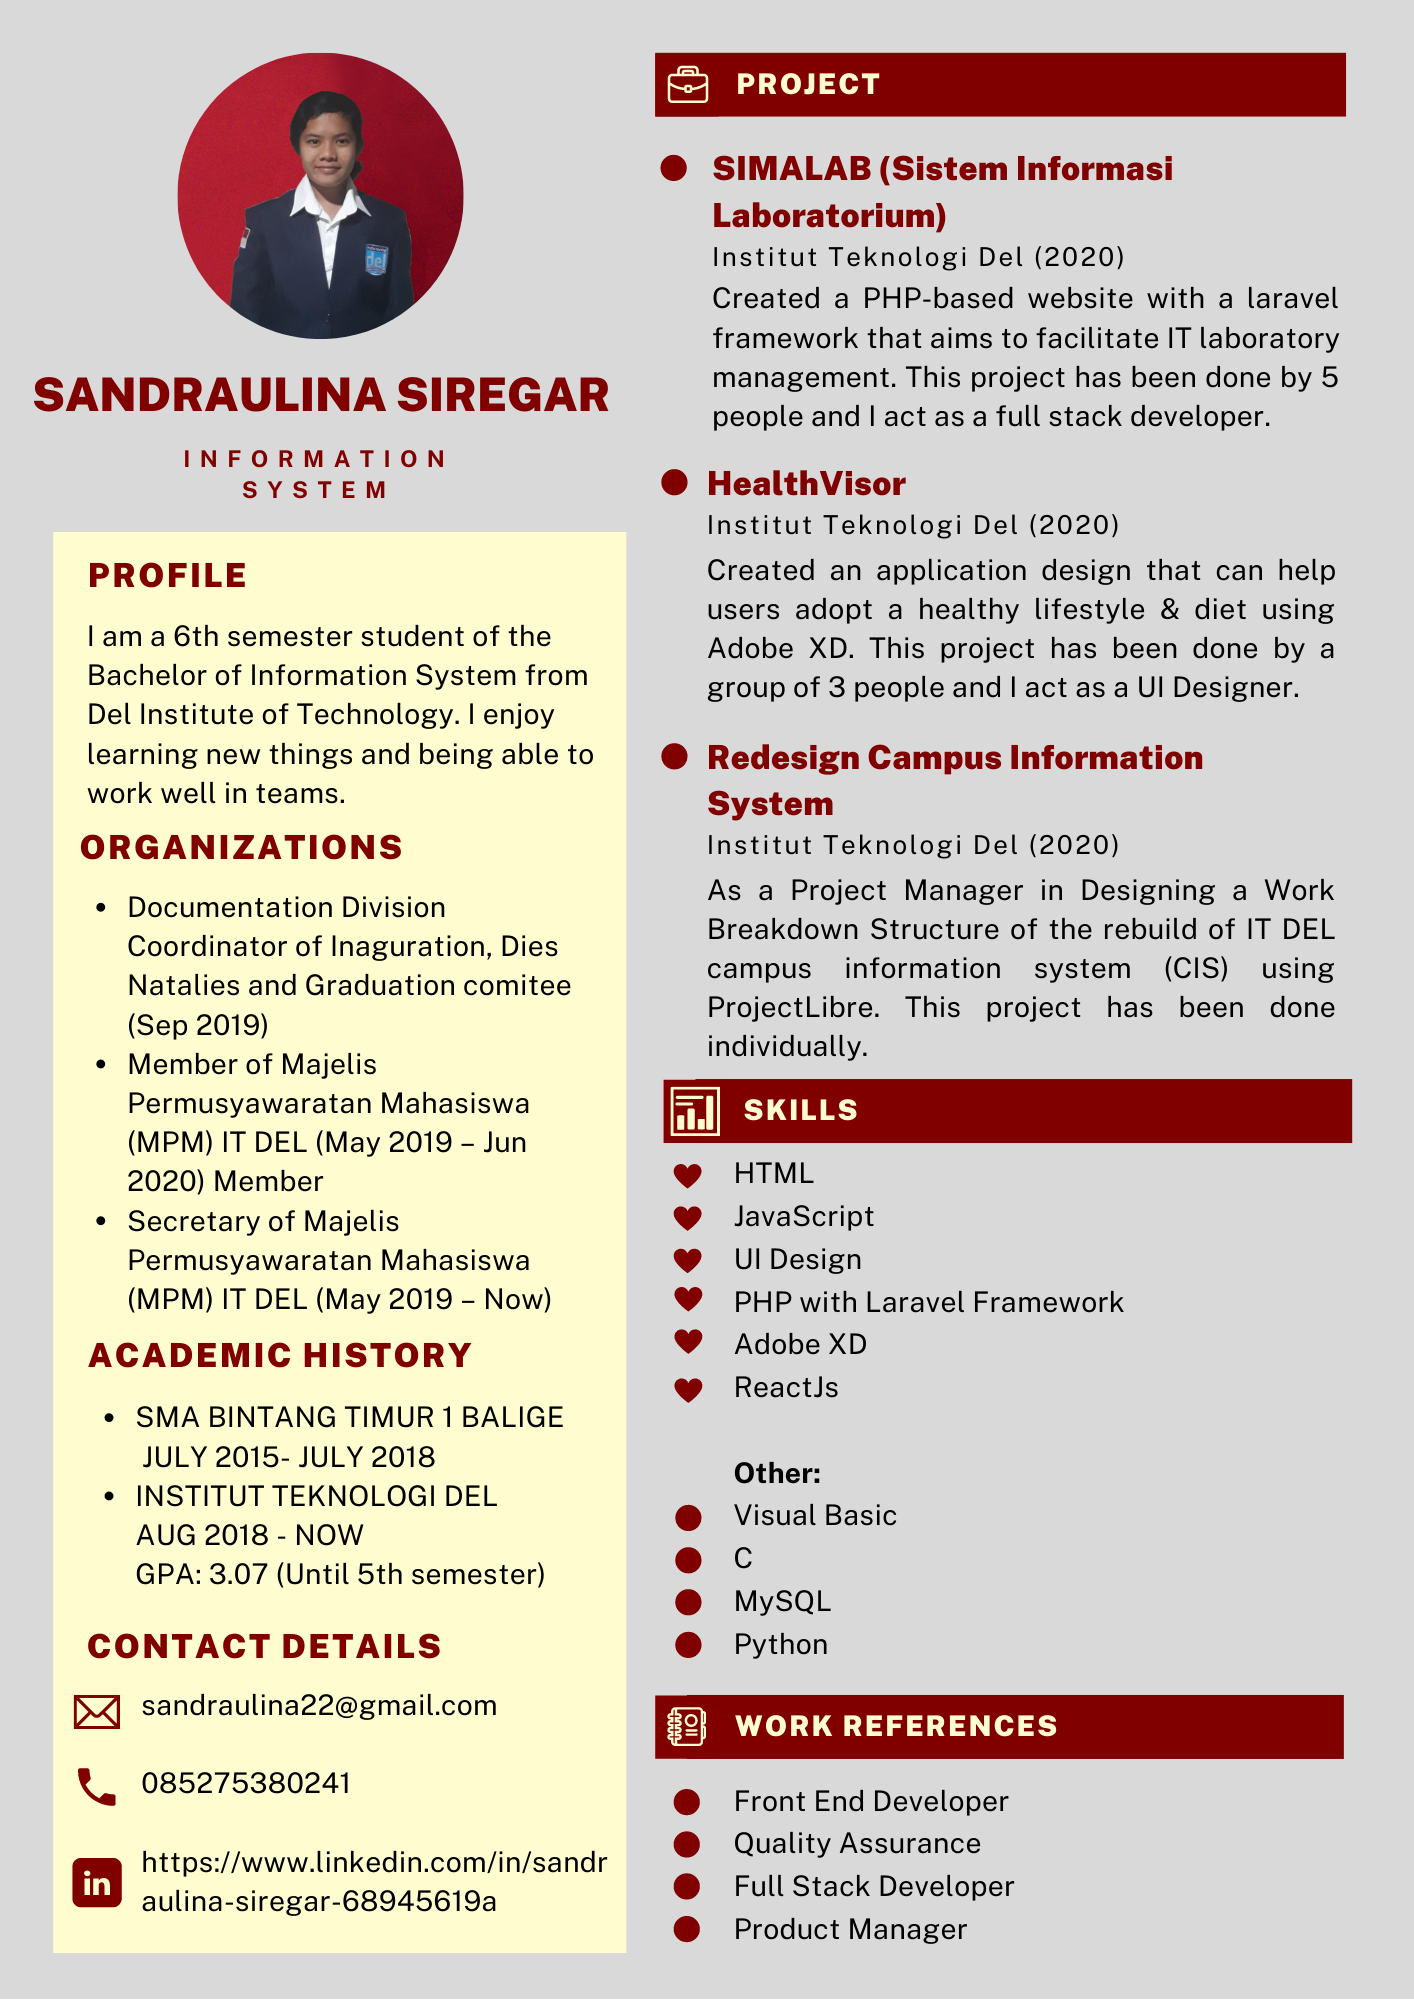 SANDRAULINA SIREGAR
INFORMATION
SYSTEM
PROFILE
I am a 6th semester student of the
Bachelor of Information System from
Del Institute of Technology. I enjoy
learning new things and being able to
work well in teams.
ORGANIZATIONS
• Documentation Division
Coordinator of Inaguration, Dies
Natalies and Graduation comitee
(Sep 2019)
• Member of Majelis
Permusyawaratan Mahasiswa
(MPM) IT DEL (May 2019 – Jun
2020) Member
• Secretary of Majelis
Permusyawaratan Mahasiswa
(MPM) IT DEL (May 2019 – Now)
ACADEMIC HISTORY
• SMA BINTANG TIMUR 1 BALIGE
JULY 2015- JULY 2018
• INSTITUT TEKNOLOGI DEL
AUG 2018 - NOW
GPA: 3.07 (Until 5th semester)
CONTACT DETAILS
sandraulina22@gmail.com
085275380241
in
https://www.linkedin.com/in/sandr
aulina-siregar-68945619a
PROJECT
SIMALAB (Sistem Informasi
Laboratorium)
Institut Teknologi Del (2020)
Created a PHP-based website with a laravel
framework that aims to facilitate IT laboratory
management. This project has been done by 5
people and I act as a full stack developer.
HealthVisor
Institut Teknologi Del (2020)
Created an application design that can help
users adopt a healthy lifestyle & diet using
Adobe XD. This project has been done by a
group of 3 people and I act as a UI Designer.
Redesign Campus Information
System
Institut Teknologi Del (2020)
As a Project Manager in Designing a Work
Breakdown Structure of the rebuild of IT DEL
campus information system (CIS) using
ProjectLibre. This project has been done
individually.
SKILLS
HTML
JavaScript
UI Design
PHP with Laravel Framework
Adobe XD
ReactJs
Other:
Visual Basic
C
MySQL
Python
WORK REFERENCES
Front End Developer
Quality Assurance
Full Stack Developer
Product Manager